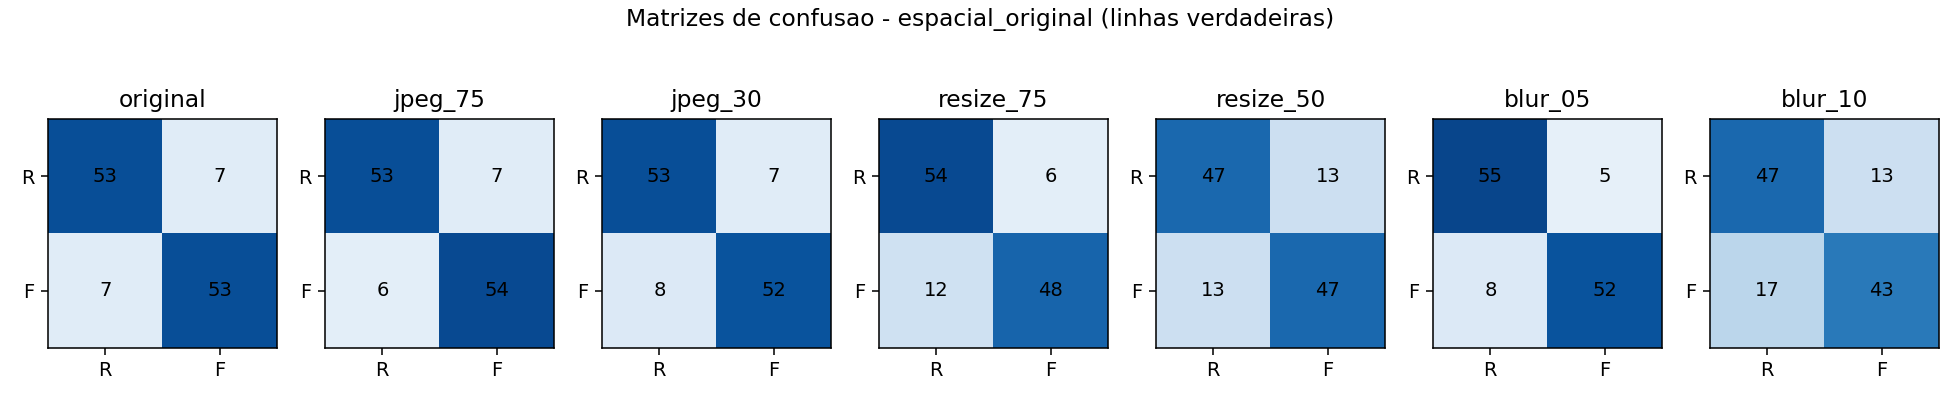 Matrizes de confusao - espacial_original (linhas verdadeiras)
original jpeg_75 jpeg_30 resize_75 resize_50 blur_05 blur_10
R 53 7 R 53 7 R 53 7 R 54 6 R 47 13 R 55 5 R 47 13
F 7 53 F 6 54 F 8 52 F 12 48 F 13 47 F 8 52 F 17 43
R F R F R F R F R F R F R F